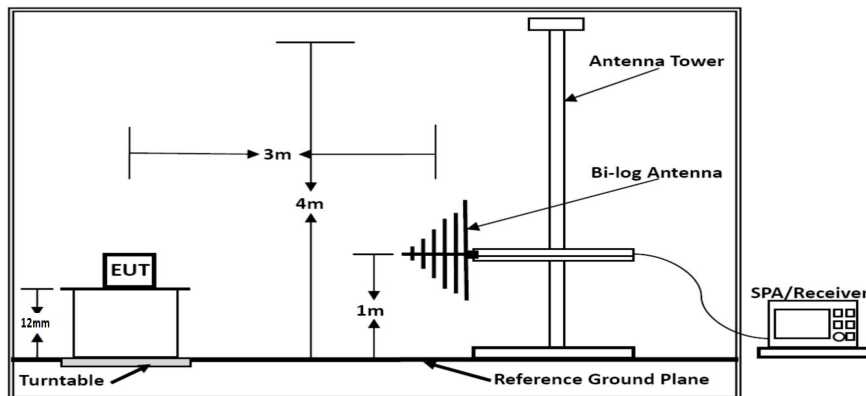 Antenna Tower
3m
Bi-log Antenna
4m
EUT
1m
12mm
SPA/Receiver
Turntable
Reference Ground Plane